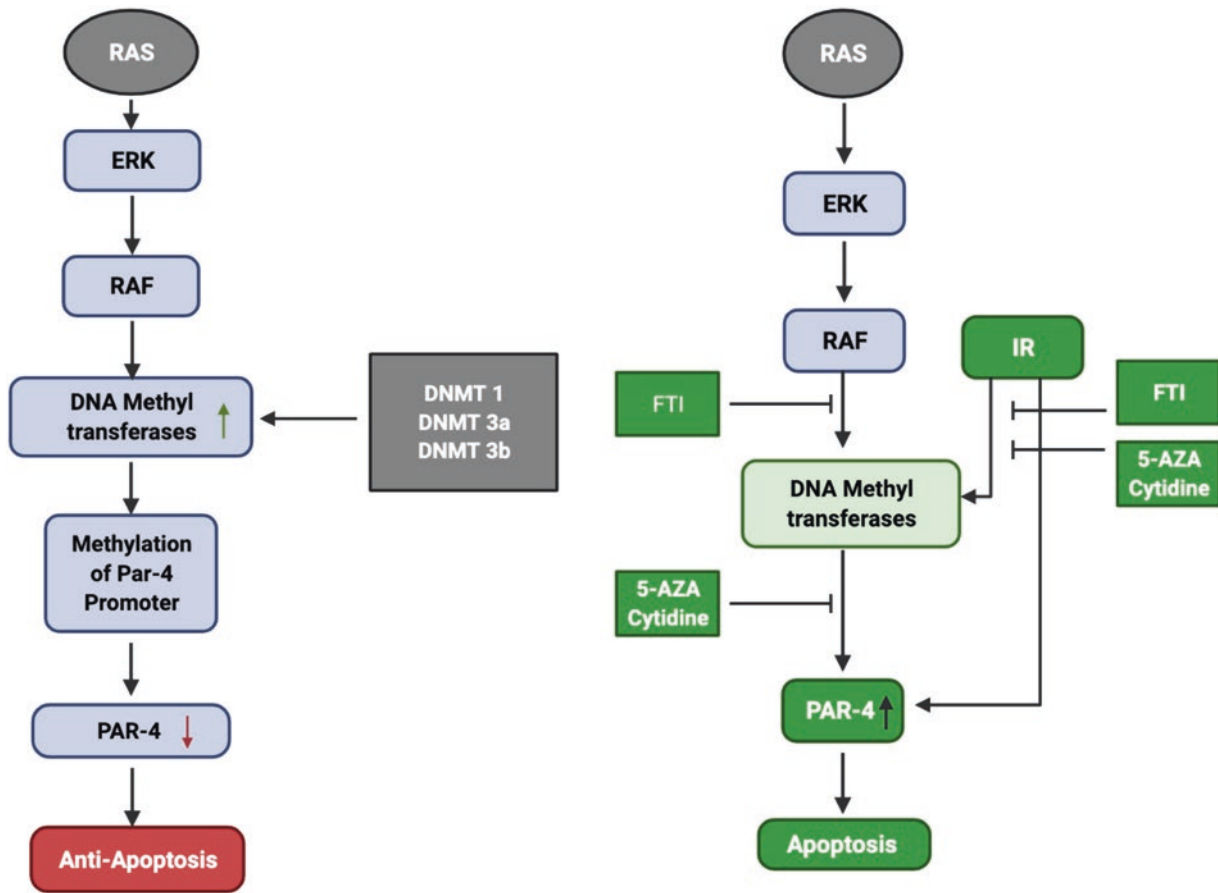 RAS
ERK
RAF
DNA Methyl
transferases
DNMT 1
DNMT 3a
DNMT 3b
Methylation
of Par-4
Promoter
PAR-4
Anti-Apoptosis
RAS
ERK
RAF
IR
FTI
FTI
5-AZA
Cytidine
DNA Methyl
transferases
5-AZA
Cytidine
PAR-4
Apoptosis